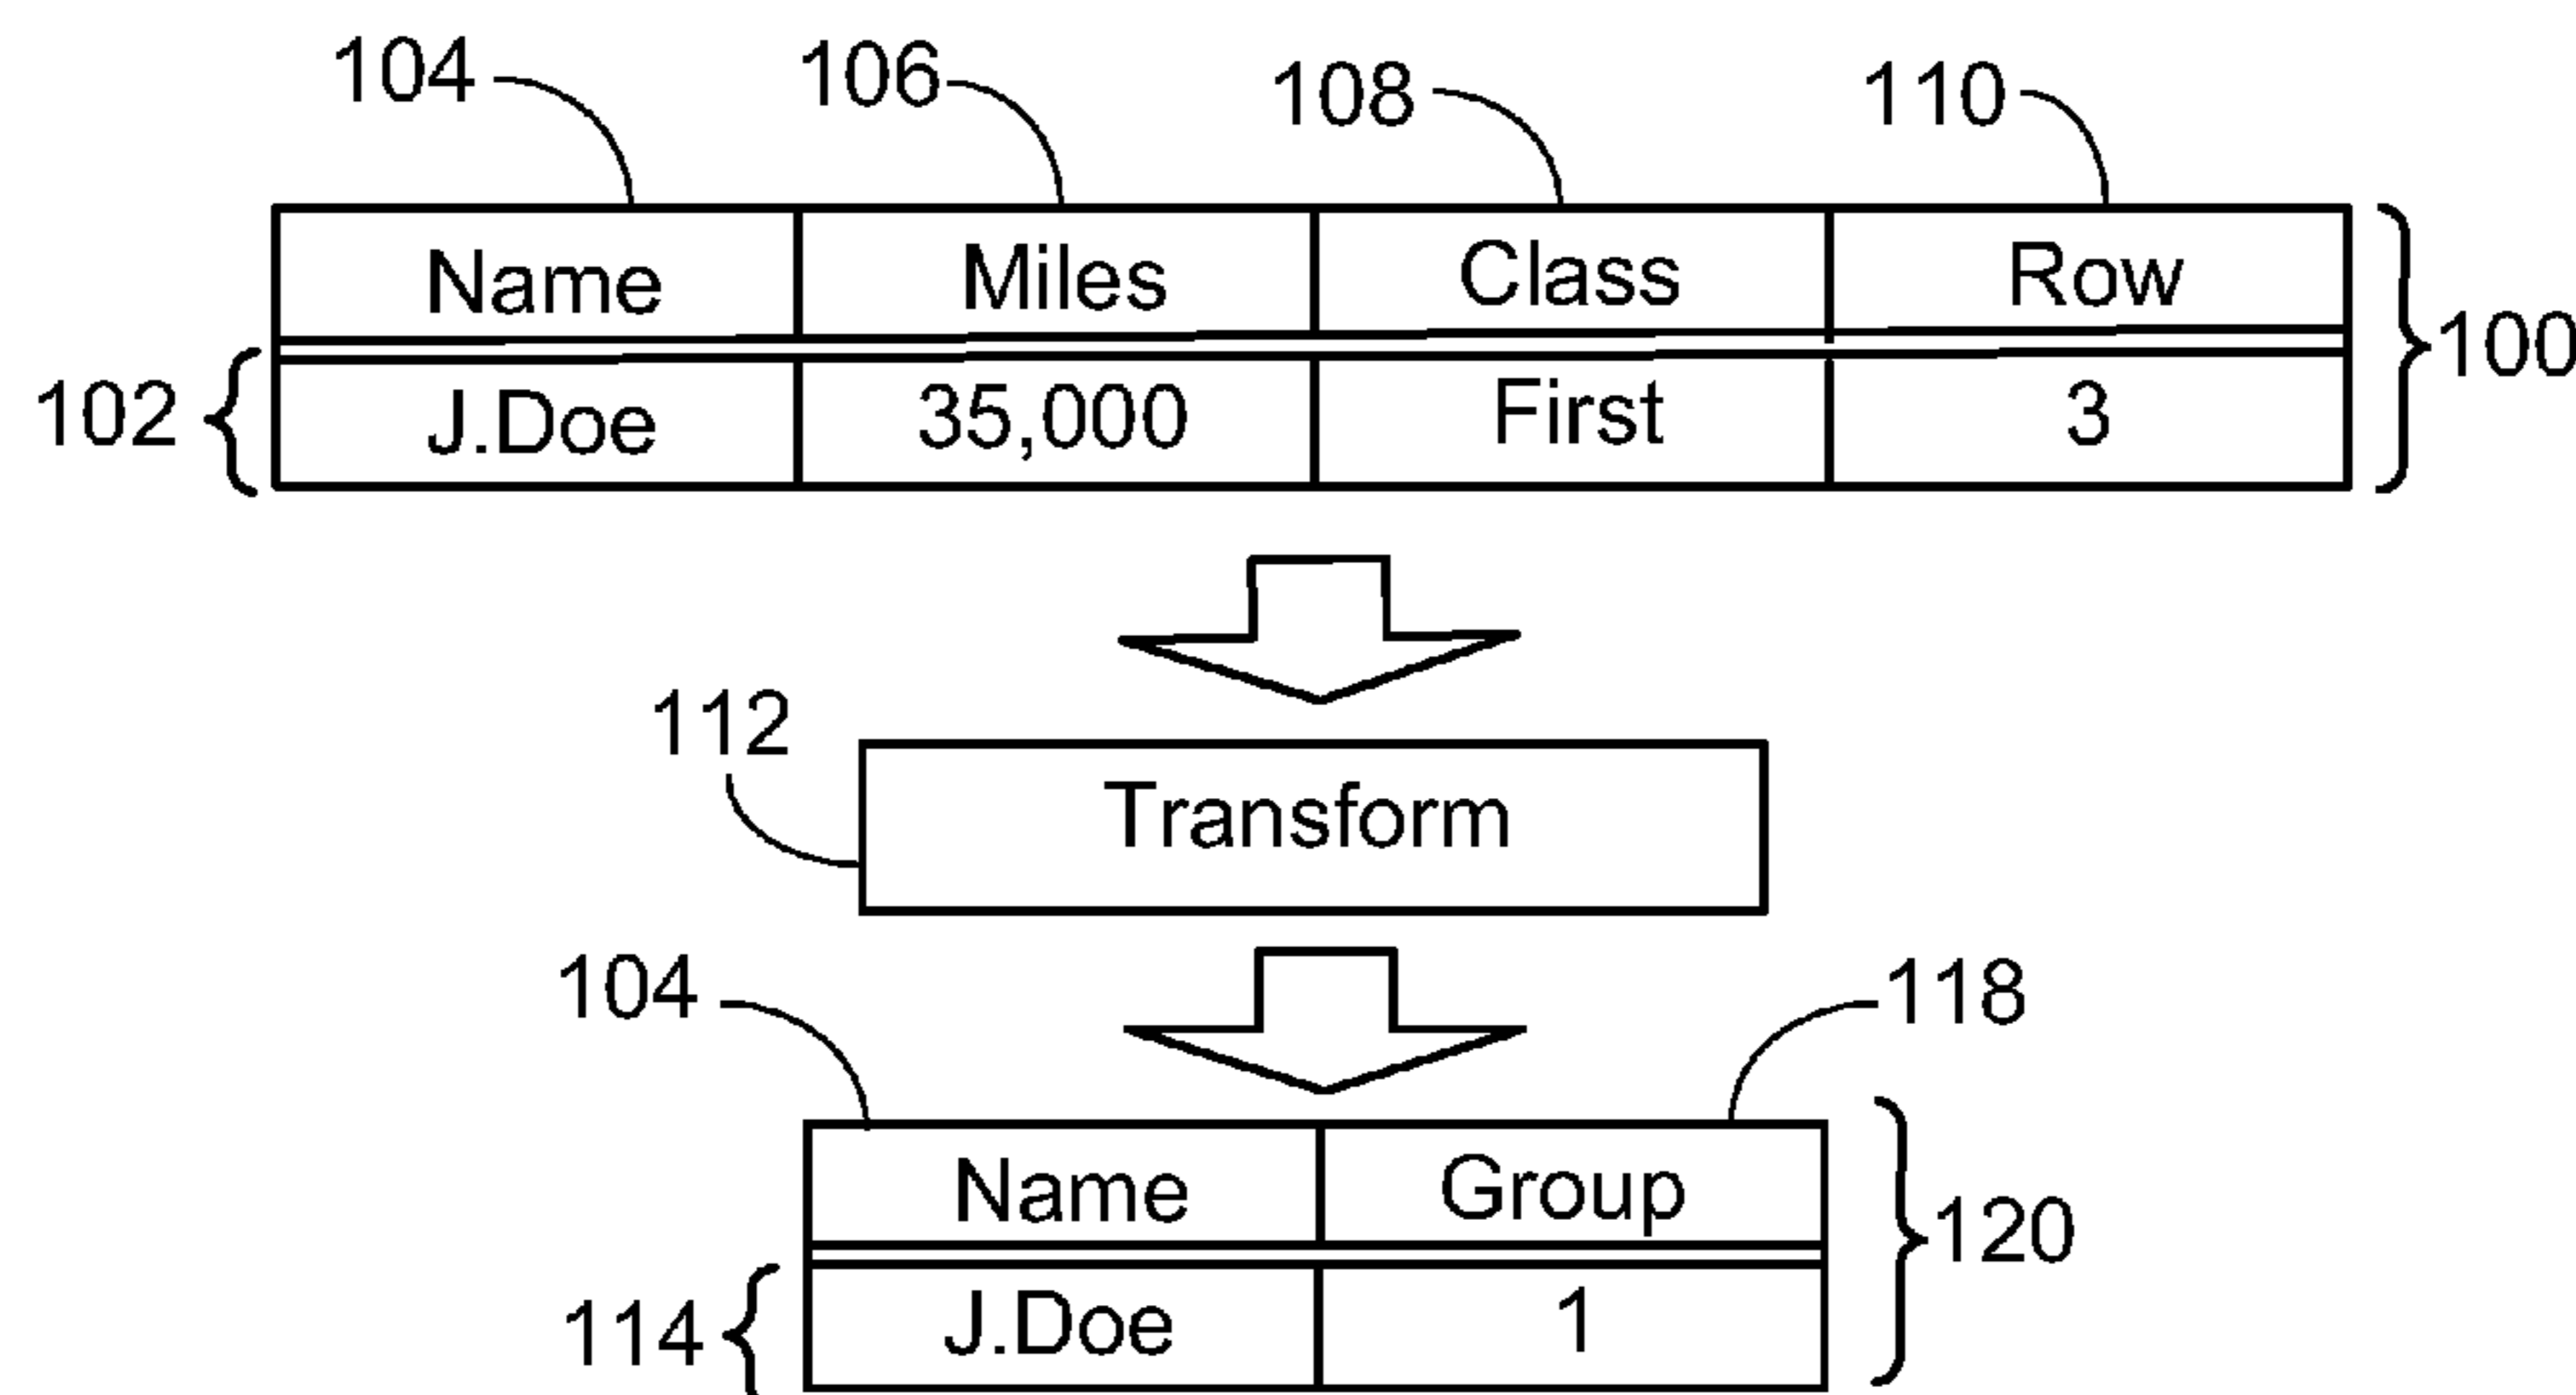 104 106 108 110
Name Miles Class Row
100
102 J.Doe 35,000 First 3
112
Transform
104 118
Name Group
120
114 J.Doe 1